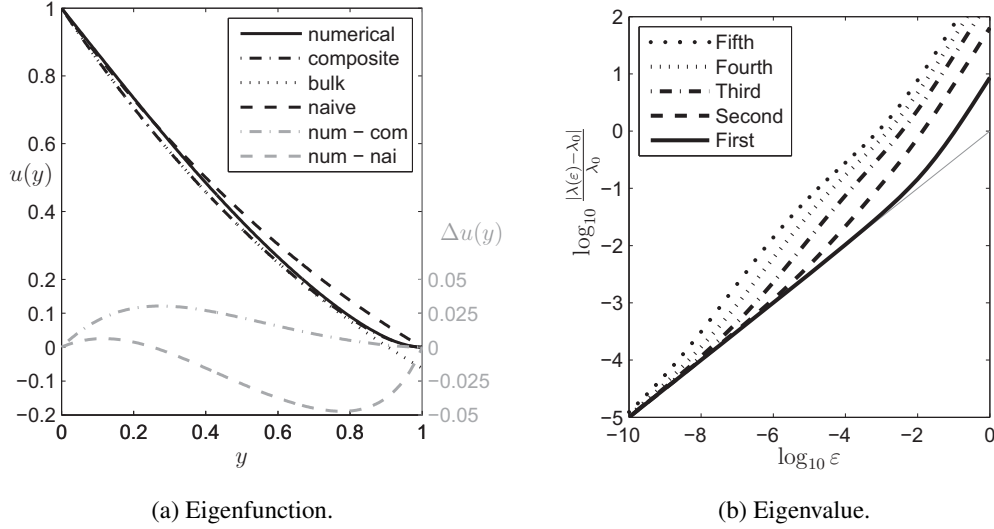 1
0.8
0.6
u(y)
0.4
0.2
0.1
0
−0.1
−0.2
numerical
composite
bulk
naive
num − com
num − nai
Δu(y)
0.05
0.025
0
−0.025
−0.05
0 0.2 0.4 0.6 0.8 1
y
(a) Eigenfunction.
2
1
0
−1
−2
−3
−4
−5
log10 |λ(ε)−λ0| / λ0
Fifth
Fourth
Third
Second
First
−10 −8 −6 −4 −2 0
log10 ε
(b) Eigenvalue.